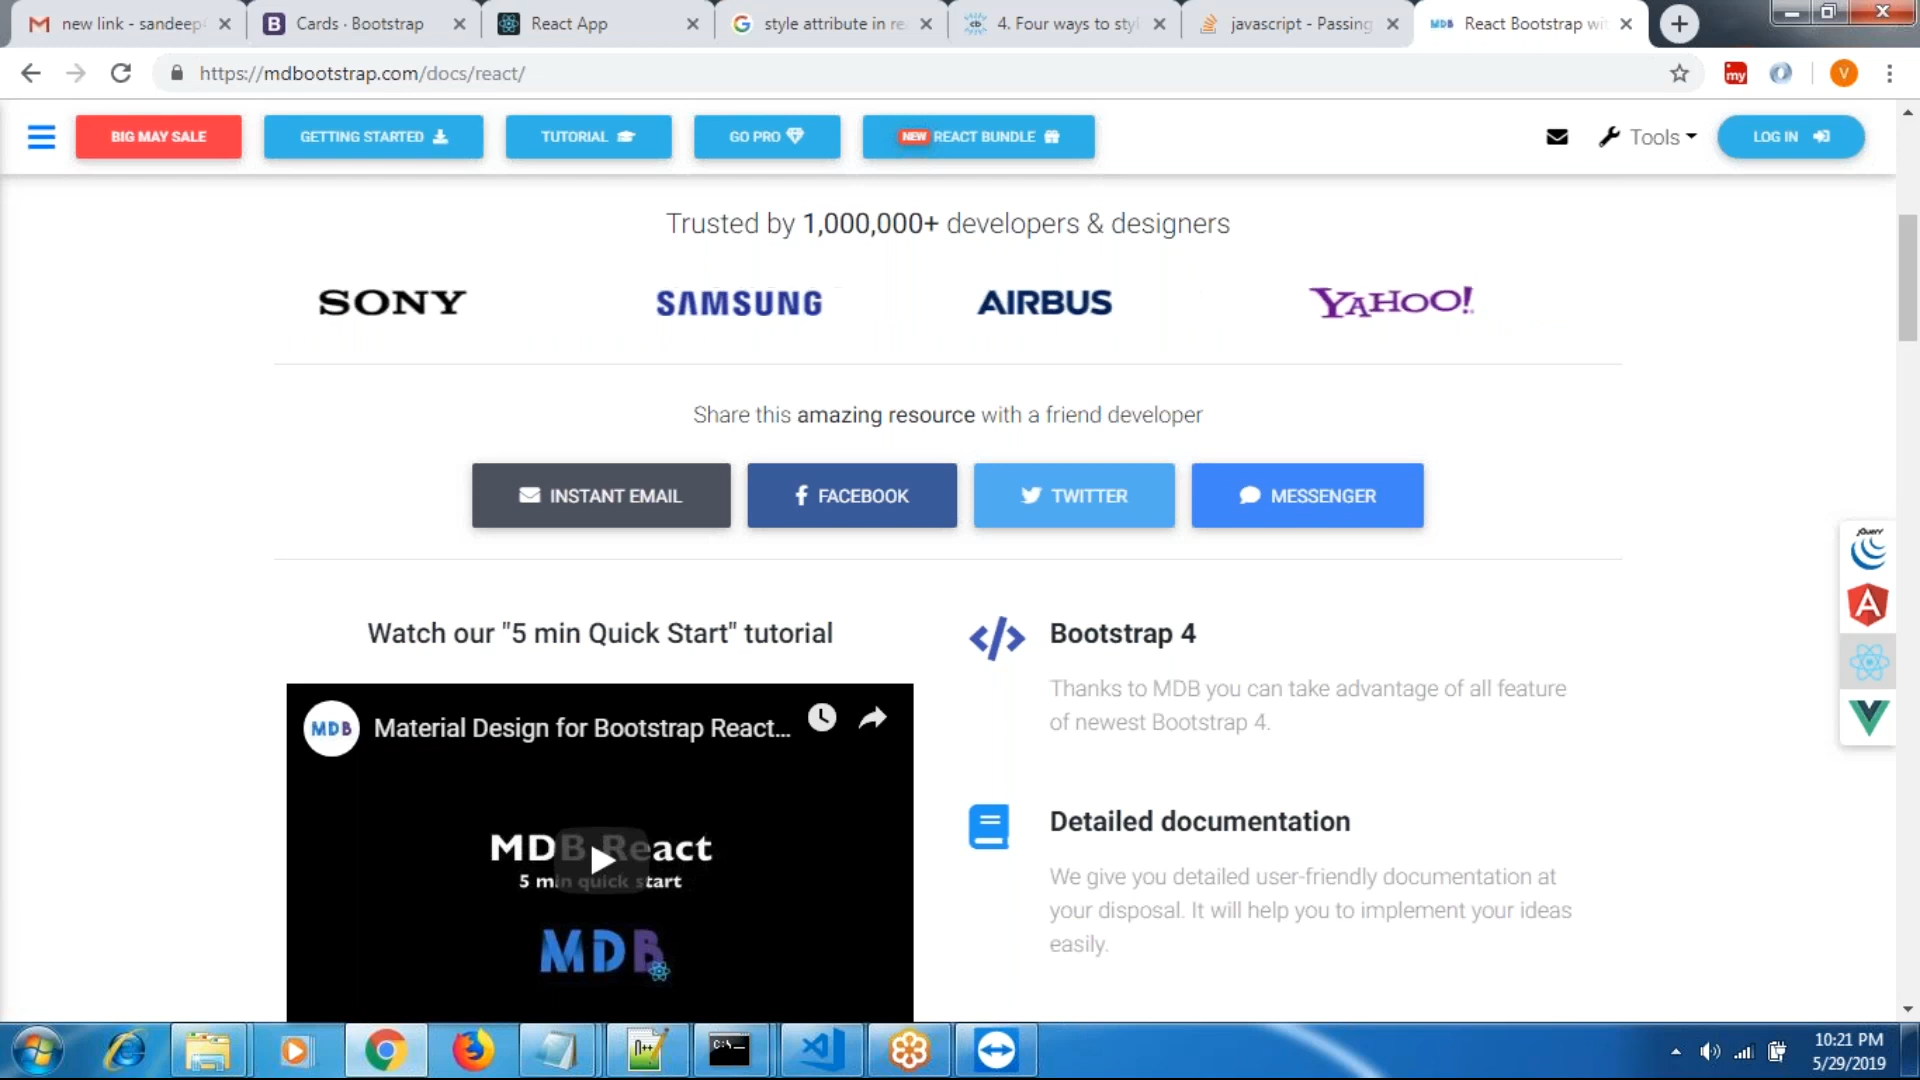 new link - sandeep
Cards · Bootstrap
React App
style attribute in re
4. Four ways to styl
javascript - Passing
React Bootstrap wi
https://mdbootstrap.com/docs/react/
my
V
BIG MAY SALE
GETTING STARTED
TUTORIAL
GO PRO
NEW REACT BUNDLE
Tools
LOG IN
Trusted by 1,000,000+ developers & designers
SONY
SAMSUNG
AIRBUS
YAHOO!
Share this amazing resource with a friend developer
INSTANT EMAIL
FACEBOOK
TWITTER
MESSENGER
jQuery
Watch our "5 min Quick Start" tutorial
MDB
Material Design for Bootstrap React...
MDB React
5 min quick start
MDB
Bootstrap 4
Thanks to MDB you can take advantage of all feature
of newest Bootstrap 4.
Detailed documentation
We give you detailed user-friendly documentation at
your disposal. It will help you to implement your ideas
easily.
10:21 PM
5/29/2019